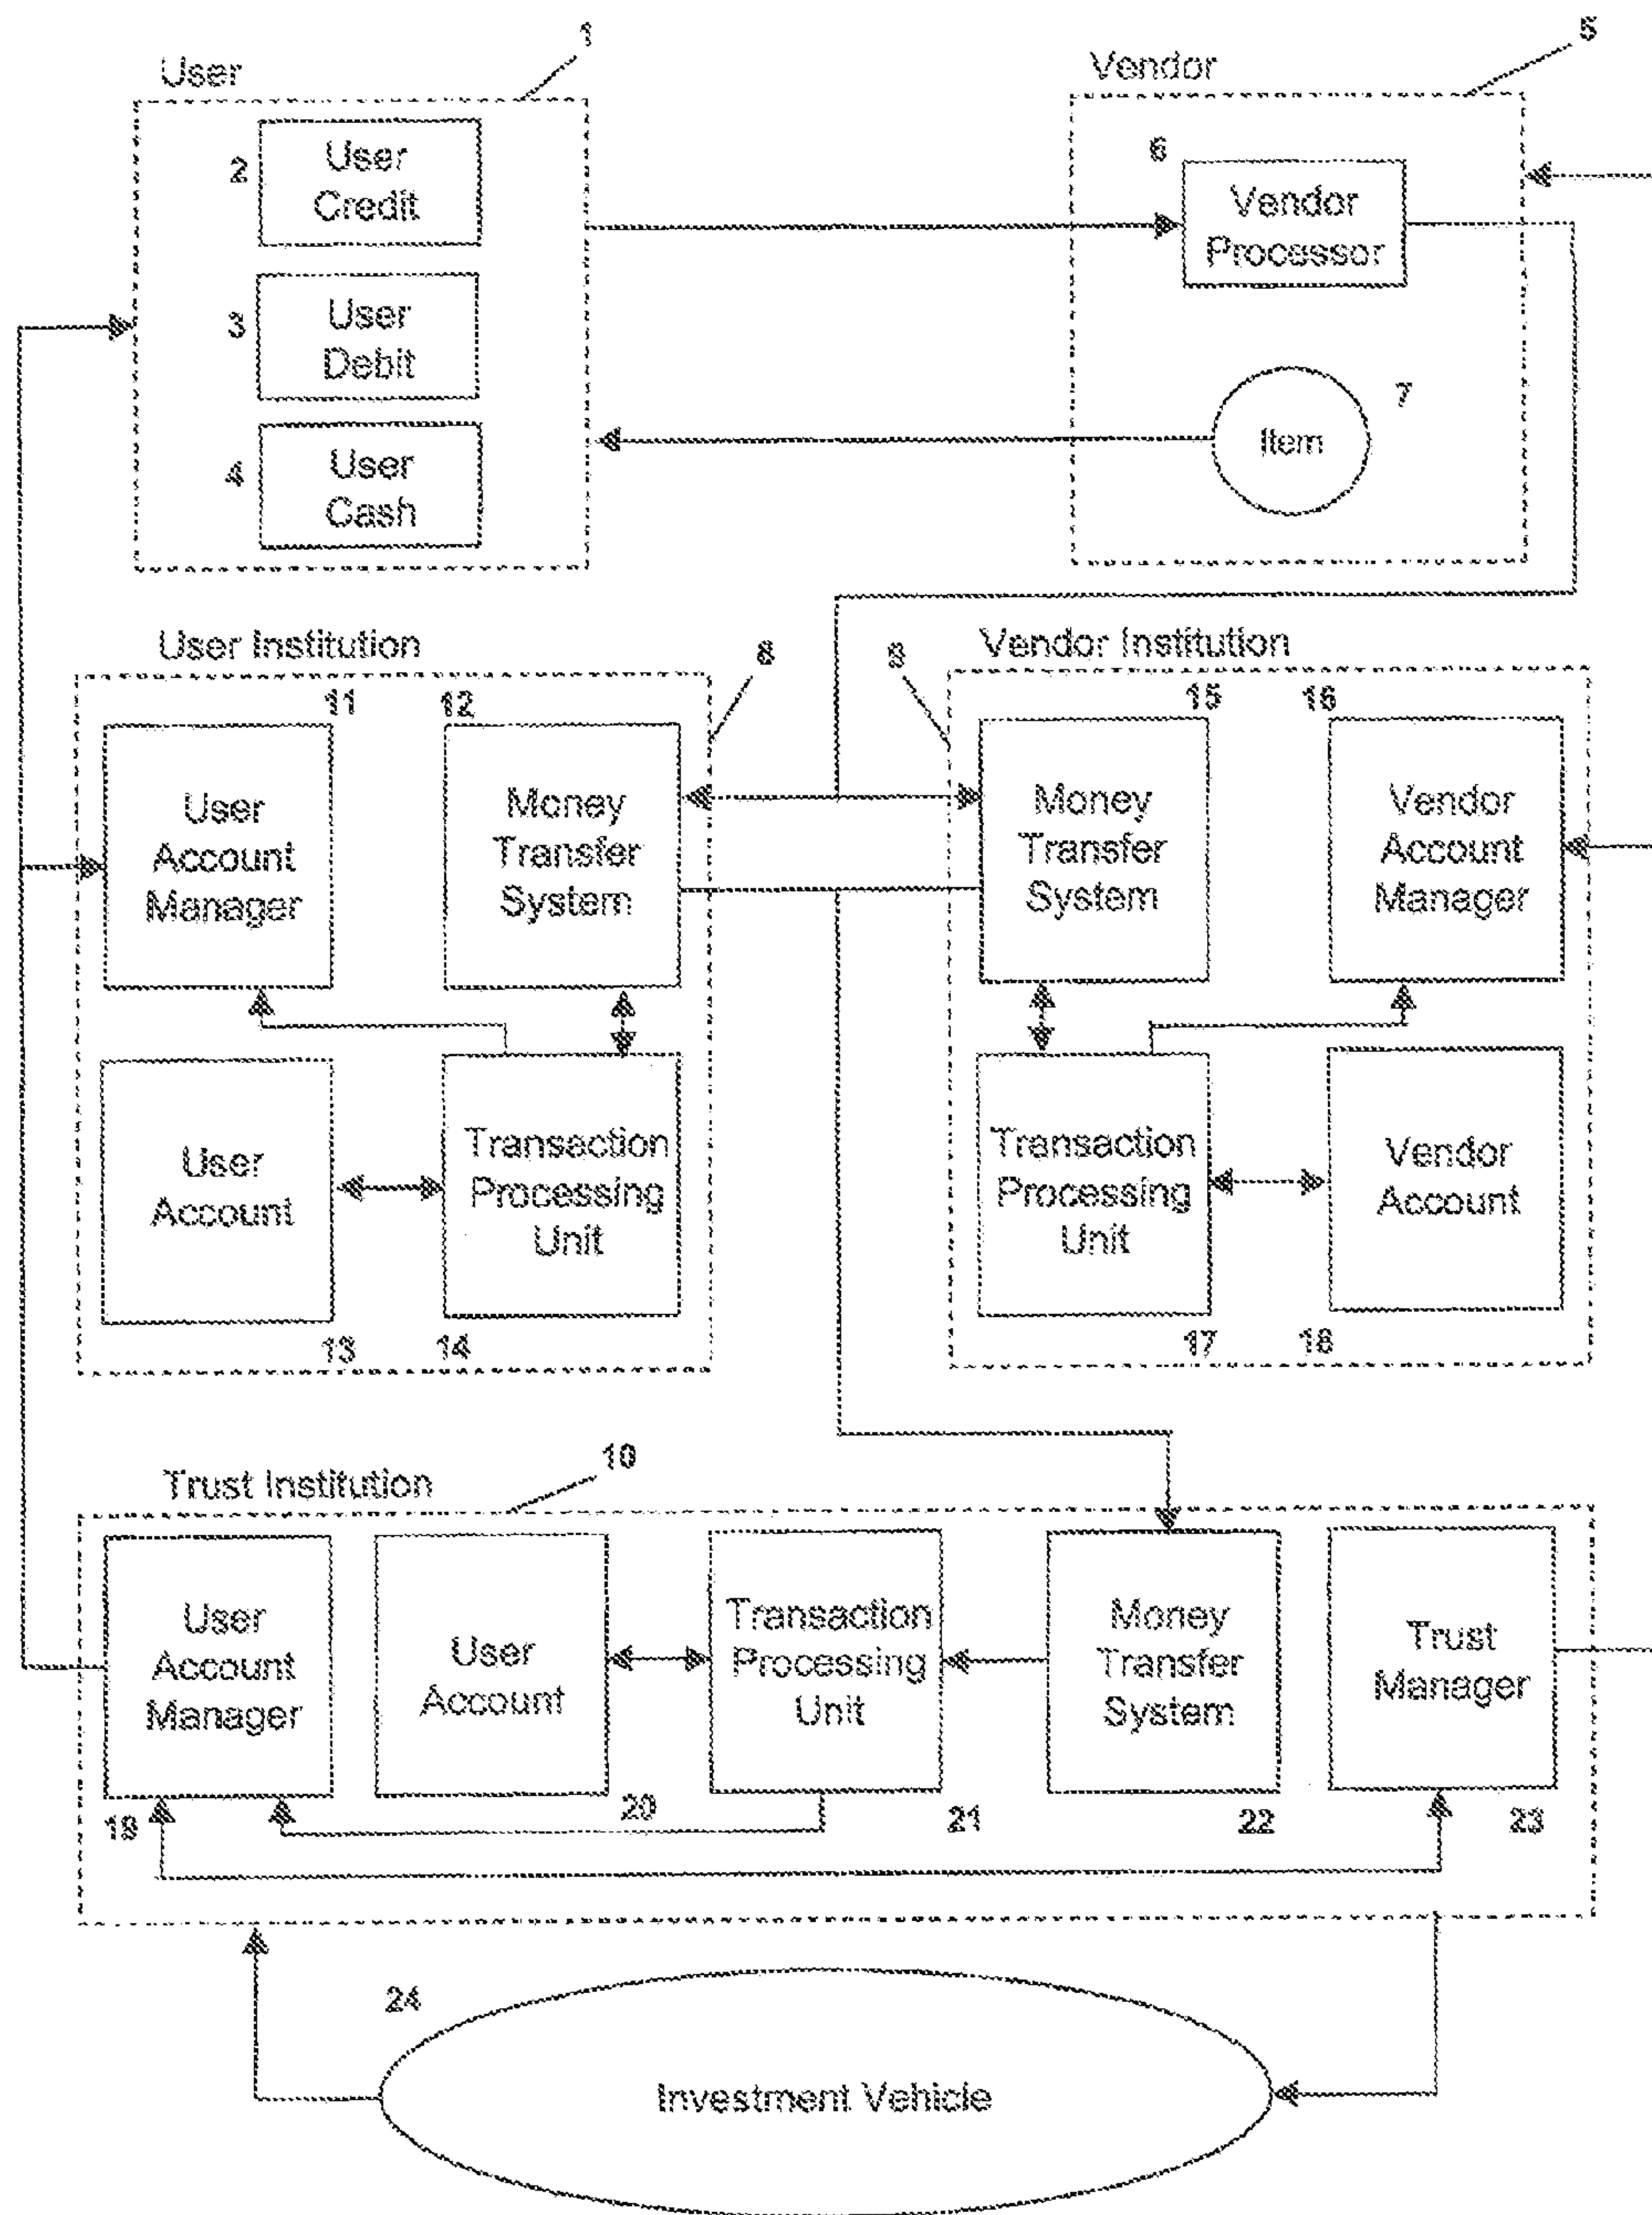 1
5
User
Vendor
2
User
Credit
6
Vendor
Processor
3
User
Debit
7
Item
4
User
Cash
User Institution
8
9
Vendor Institution
11
12
15
16
User
Account
Manager
Money
Transfer
System
Money
Transfer
System
Vendor
Account
Manager
User
Account
Transaction
Processing
Unit
Transaction
Processing
Unit
Vendor
Account
13
14
17
18
Trust Institution
10
User
Account
Manager
User
Account
Transaction
Processing
Unit
Money
Transfer
System
Trust
Manager
19
20
21
22
23
24
Investment Vehicle